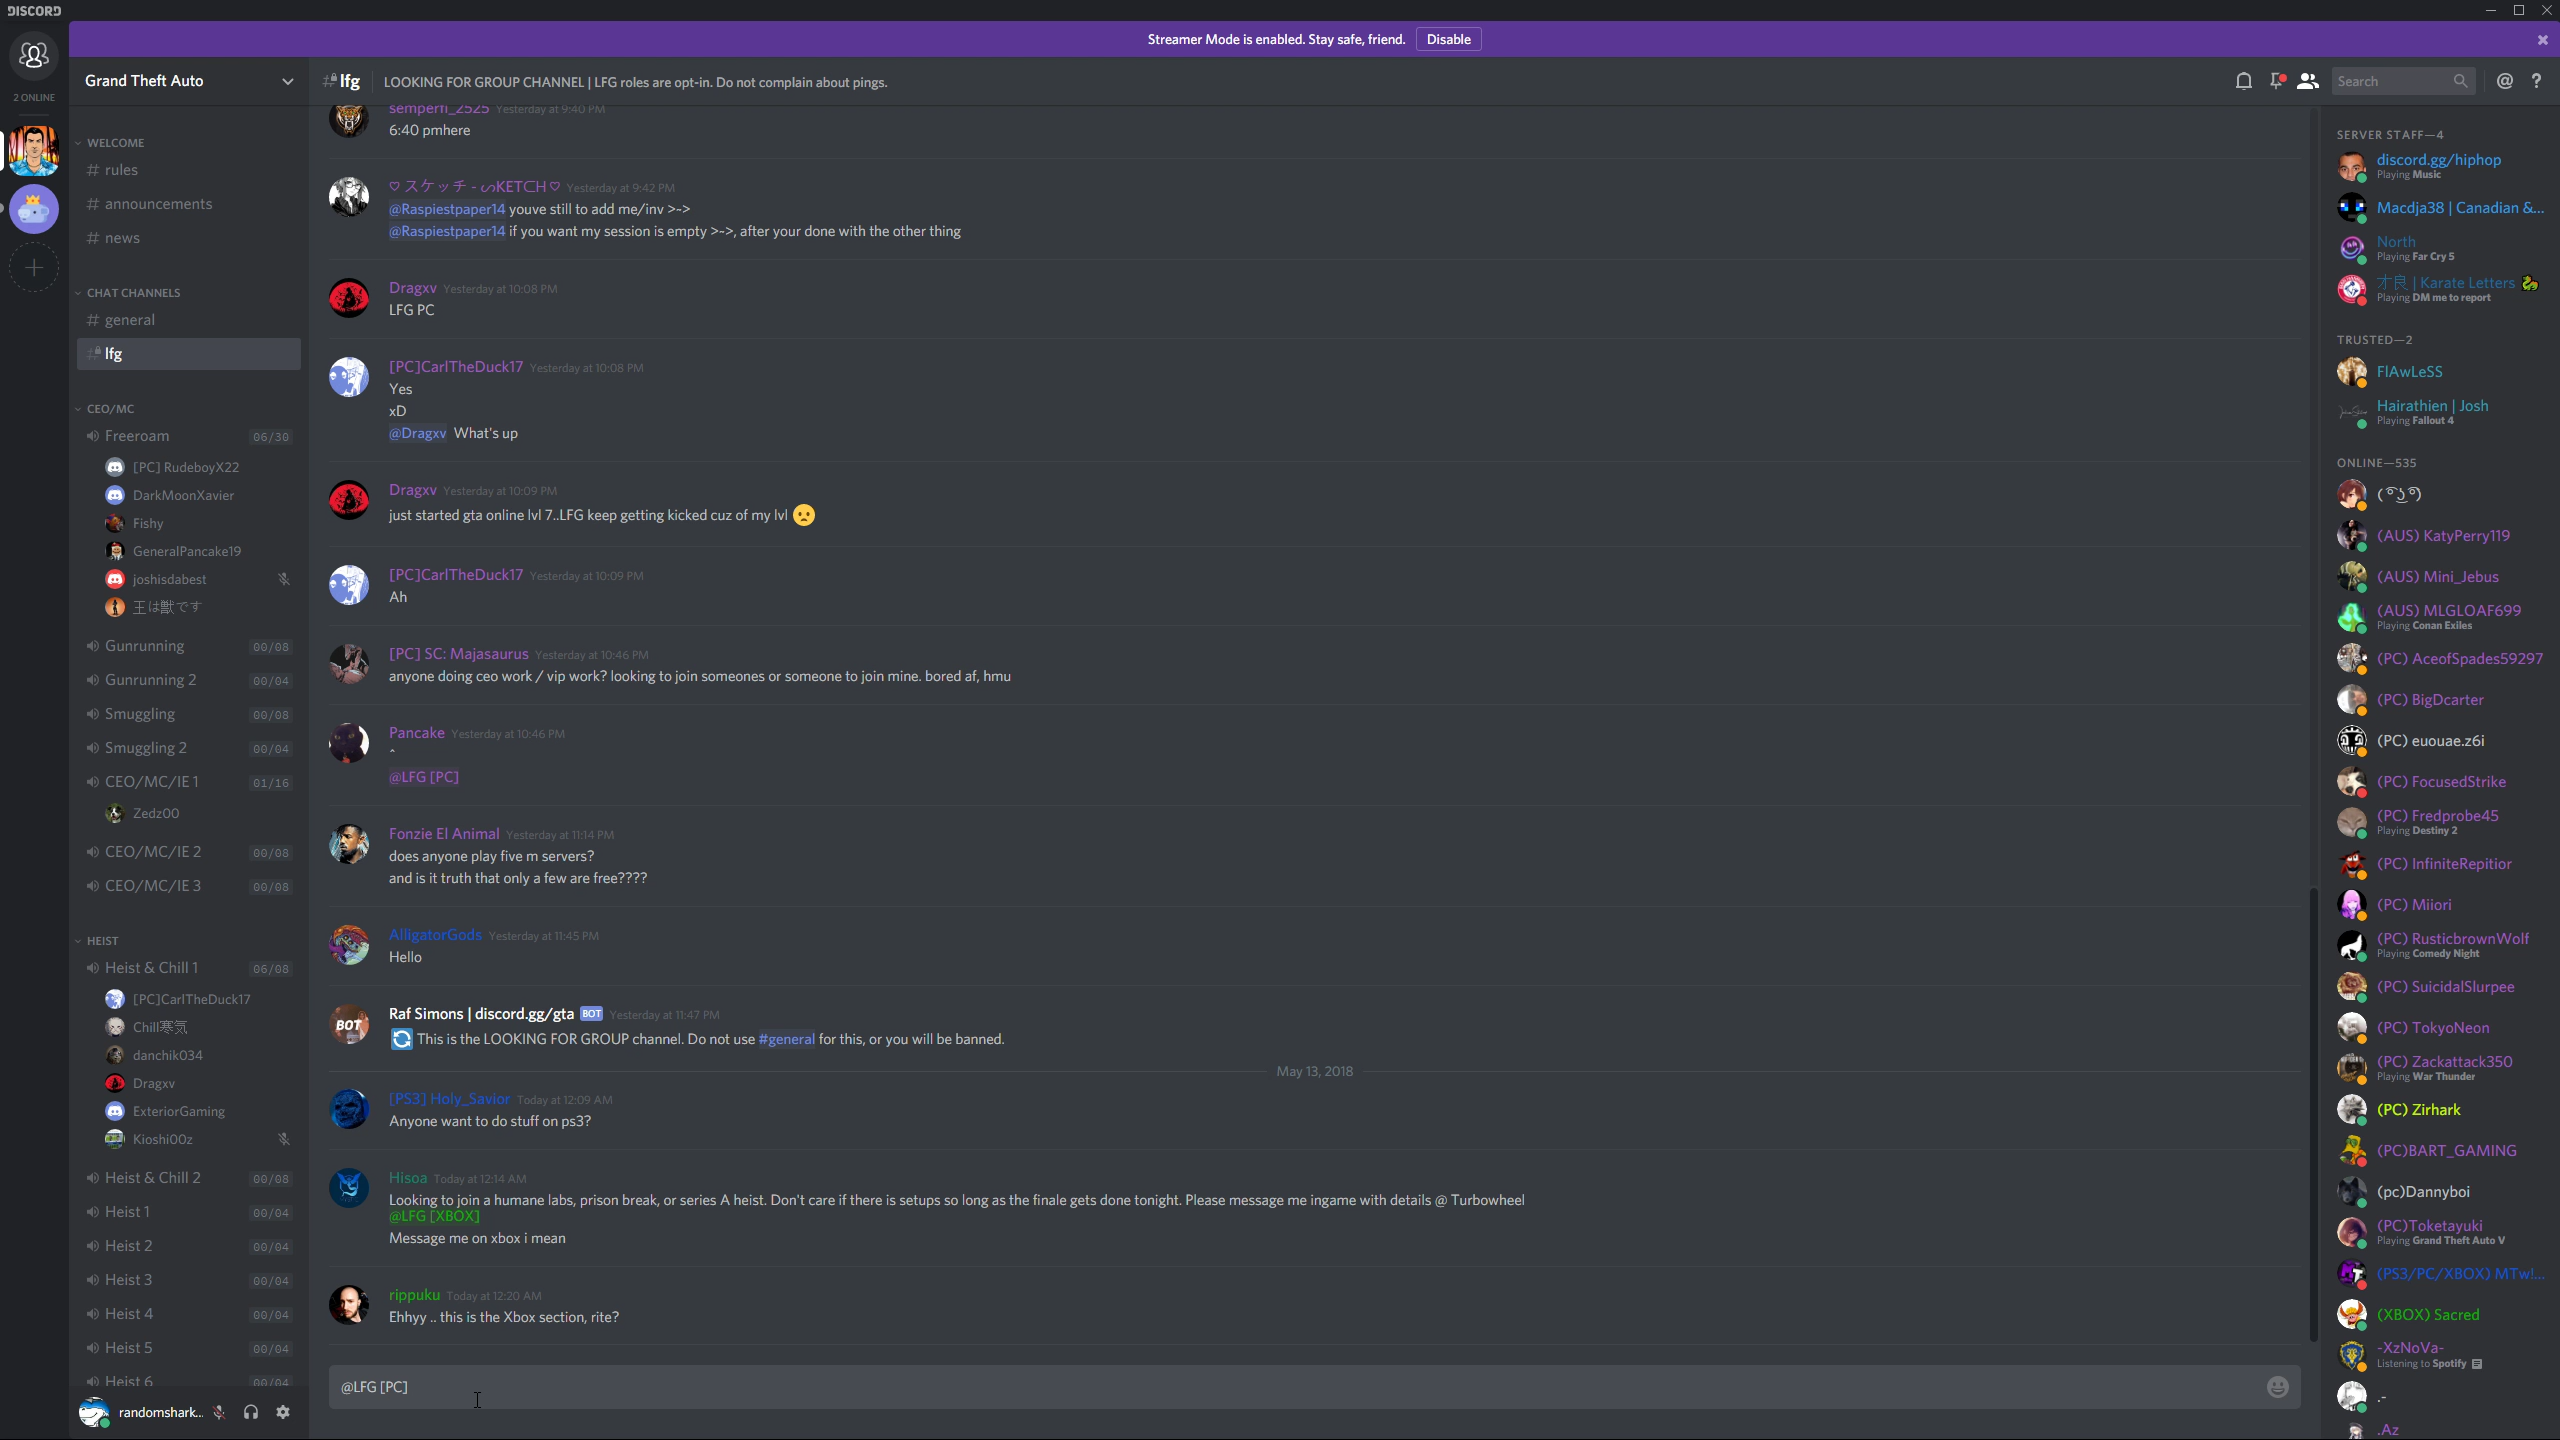 DISCORD
Streamer Mode is enabled. Stay safe, friend. Disable
2 ONLINE
Grand Theft Auto
WELCOME
# rules
# announcements
# news
CHAT CHANNELS
# general
lfg
CEO/MC
Freeroam 06/30
[PC] RudeboyX22
DarkMoonXavier
Fishy
GeneralPancake19
joshisdabest
王は獣です
Gunrunning 00/08
Gunrunning 2 00/04
Smuggling 00/08
Smuggling 2 00/04
CEO/MC/IE 1 01/16
Zedz00
CEO/MC/IE 2 00/08
CEO/MC/IE 3 00/08
HEIST
Heist & Chill 1 06/08
[PC]CarlTheDuck17
Chill寒気
danchik034
Dragxv
ExteriorGaming
Kioshi00z
Heist & Chill 2 00/08
Heist 1 00/04
Heist 2 00/04
Heist 3 00/04
Heist 4 00/04
Heist 5 00/04
Heist 6 00/04
randomshark...
lfg LOOKING FOR GROUP CHANNEL | LFG roles are opt-in. Do not complain about pings.
Search
semperfi_2525 Yesterday at 9:40 PM
6:40 pmhere
♡ スケッチ - ᔕKETCH ♡ Yesterday at 9:42 PM
@Raspiestpaper14 youve still to add me/inv >->
@Raspiestpaper14 if you want my session is empty >->, after your done with the other thing
Dragxv Yesterday at 10:08 PM
LFG PC
[PC]CarlTheDuck17 Yesterday at 10:08 PM
Yes
xD
@Dragxv What's up
Dragxv Yesterday at 10:09 PM
just started gta online lvl 7..LFG keep getting kicked cuz of my lvl
[PC]CarlTheDuck17 Yesterday at 10:09 PM
Ah
[PC] SC: Majasaurus Yesterday at 10:46 PM
anyone doing ceo work / vip work? looking to join someones or someone to join mine. bored af, hmu
Pancake Yesterday at 10:46 PM
^
@LFG [PC]
Fonzie El Animal Yesterday at 11:14 PM
does anyone play five m servers?
and is it truth that only a few are free????
AlligatorGods Yesterday at 11:45 PM
Hello
Raf Simons | discord.gg/gta BOT Yesterday at 11:47 PM
BOT
This is the LOOKING FOR GROUP channel. Do not use #general for this, or you will be banned.
May 13, 2018
[PS3] Holy_Savior Today at 12:09 AM
Anyone want to do stuff on ps3?
Hisoa Today at 12:14 AM
Looking to join a humane labs, prison break, or series A heist. Don't care if there is setups so long as the finale gets done tonight. Please message me ingame with details @ Turbowheel
@LFG [XBOX]
Message me on xbox i mean
rippuku Today at 12:20 AM
Ehhyy .. this is the Xbox section, rite?
@LFG [PC]
SERVER STAFF—4
discord.gg/hiphop
Playing Music
Macdja38 | Canadian &...
North
Playing Far Cry 5
才良 | Karate Letters
Playing DM me to report
TRUSTED—2
FlAwLeSS
Hairathien | Josh
Playing Fallout 4
ONLINE—535
( ͡° ͜ʖ ͡°)
(AUS) KatyPerry119
(AUS) Mini_Jebus
(AUS) MLGLOAF699
Playing Conan Exiles
(PC) AceofSpades59297
(PC) BigDcarter
(PC) euouae.z6i
(PC) FocusedStrike
(PC) Fredprobe45
Playing Destiny 2
(PC) InfiniteRepitior
(PC) Miiori
(PC) RusticbrownWolf
Playing Comedy Night
(PC) SuicidalSlurpee
(PC) TokyoNeon
(PC) Zackattack350
Playing War Thunder
(PC) Zirhark
(PC)BART_GAMING
(pc)Dannyboi
(PC)Toketayuki
Playing Grand Theft Auto V
(PS3/PC/XBOX) MTw!...
(XBOX) Sacred
-XzNoVa-
Listening to Spotify
.-
.Az